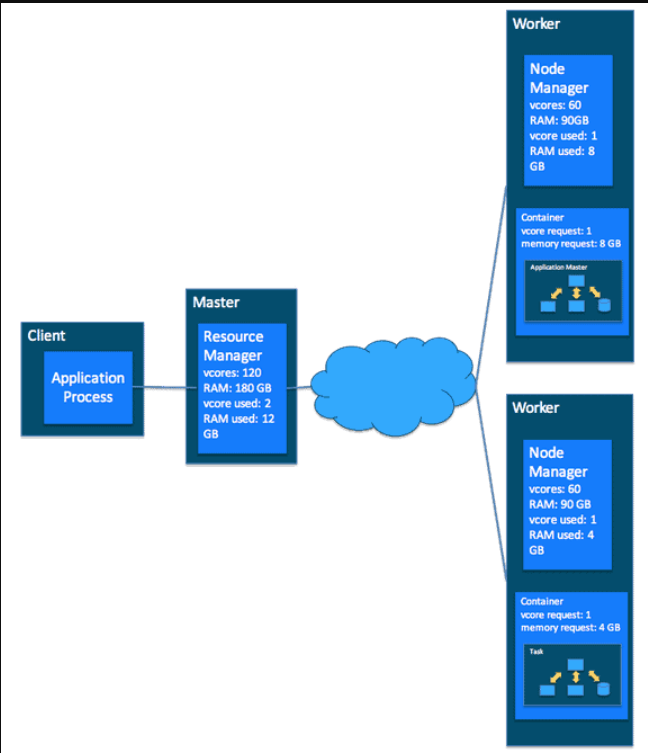 Client
Application
Process
Master
Resource
Manager
vcores: 120
RAM: 180 GB
vcore used: 2
RAM used: 12
GB
Worker
Node
Manager
vcores: 60
RAM: 90GB
vcore used: 1
RAM used: 8
GB
Container
vcore request: 1
memory request: 8 GB
Application Master
Worker
Node
Manager
vcores: 60
RAM: 90 GB
vcore used: 1
RAM used: 4
GB
Container
vcore request: 1
memory request: 4 GB
Task